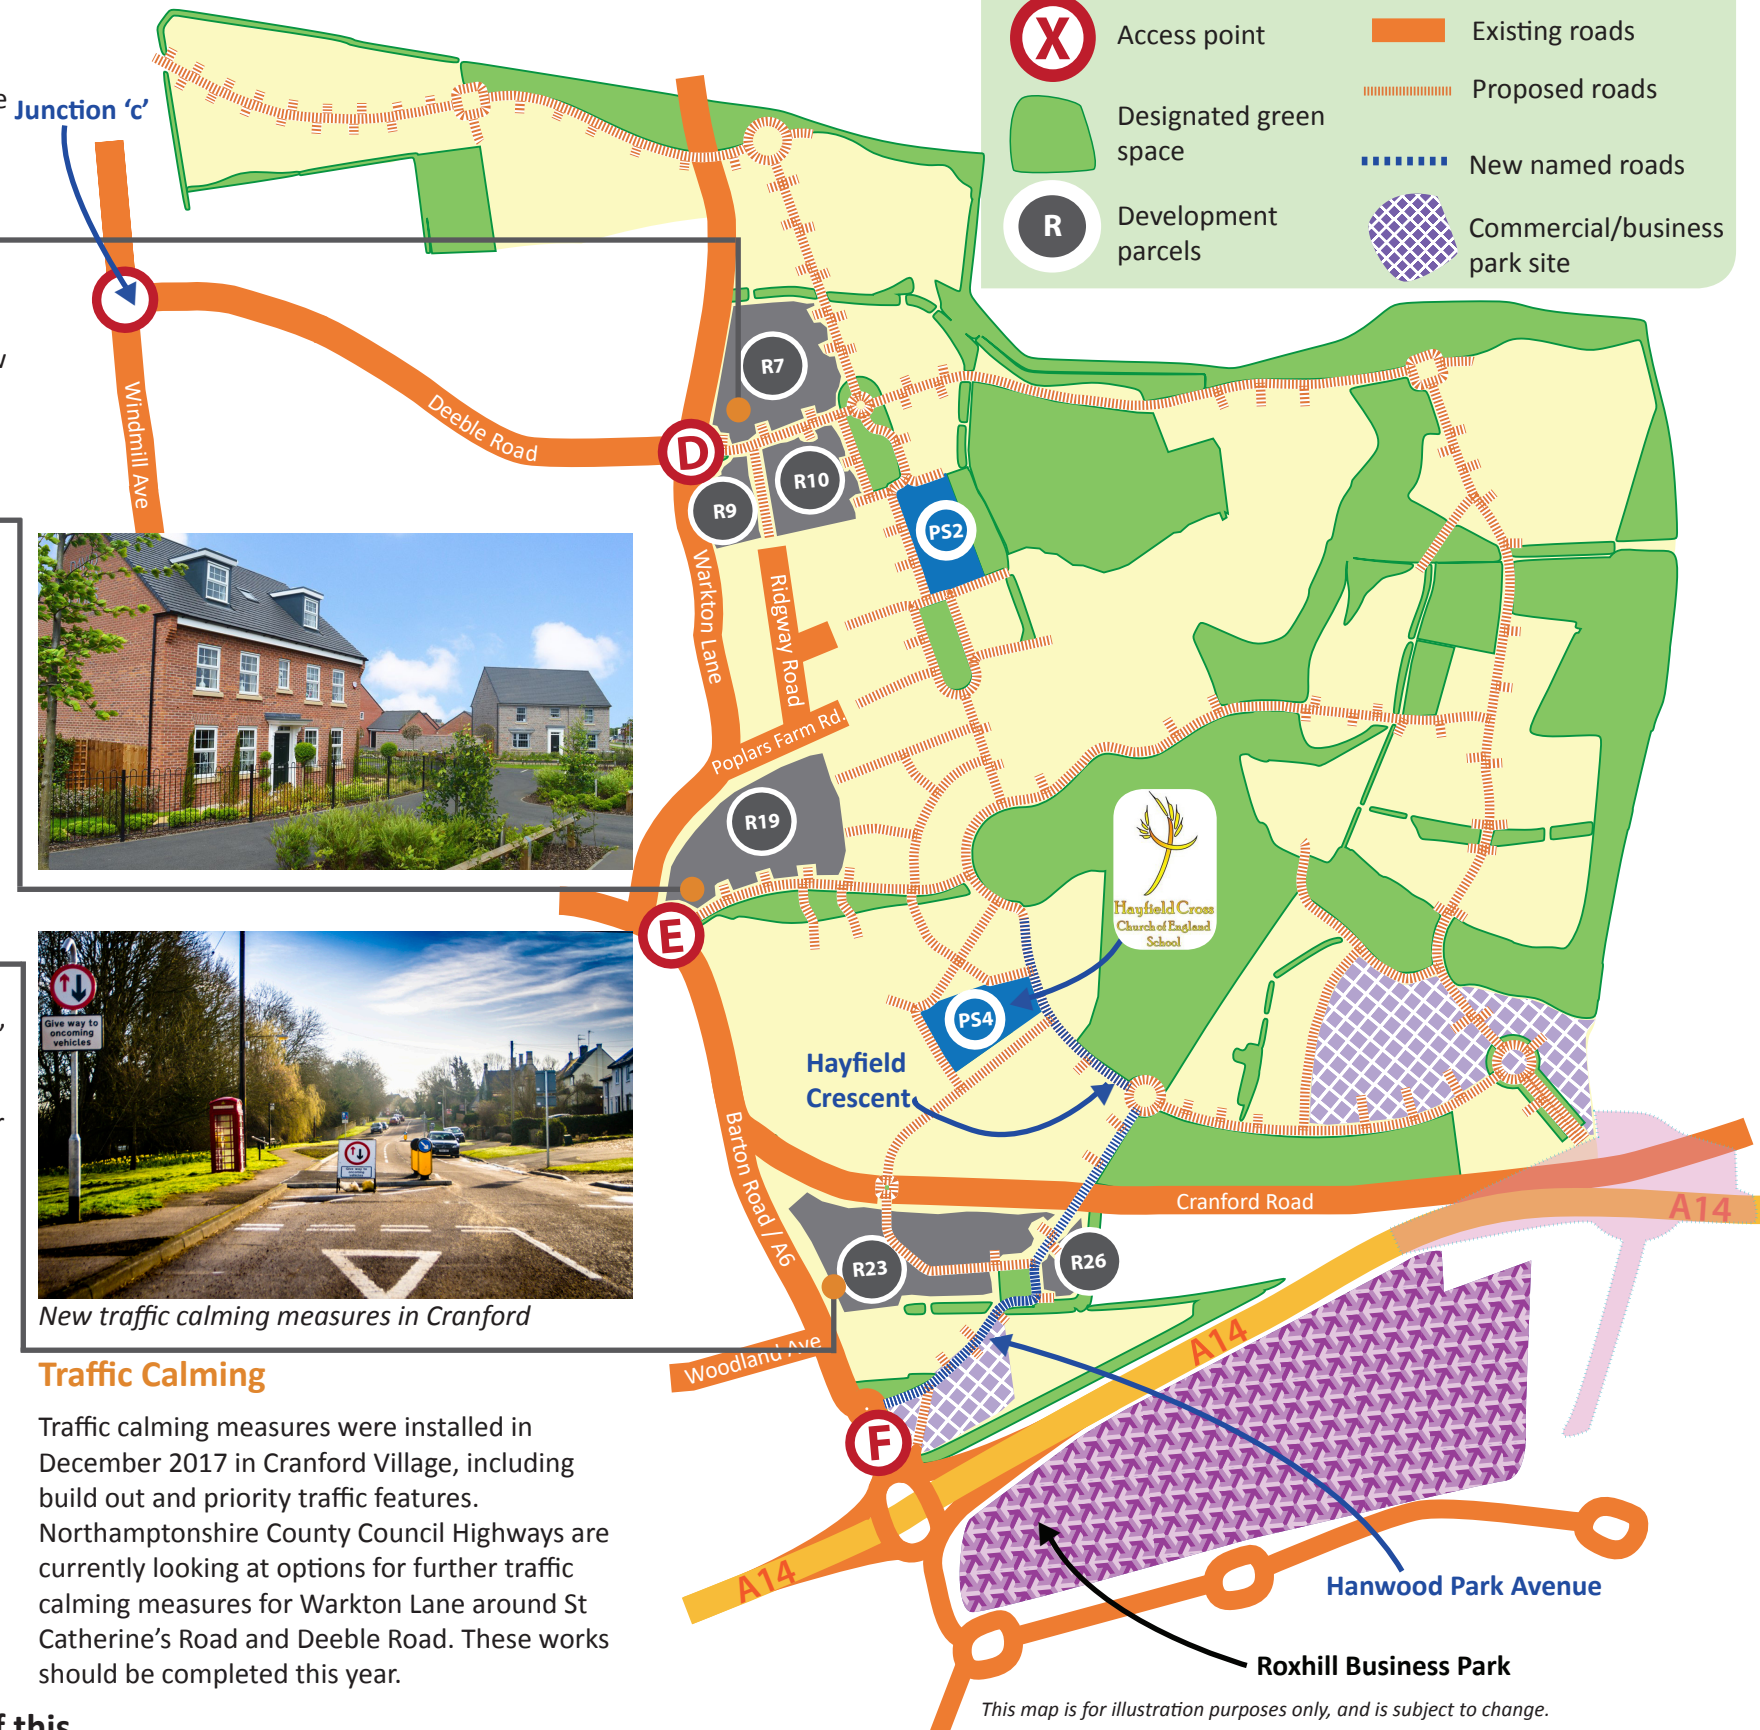 X
Access point
Existing roads
Proposed roads
Designated green
space
New named roads
R
Development
parcels
Commercial/business
park site
Junction ‘c’
Windmill Ave
Deeble Road
D
R7
R10
R9
PS2
Warkton Lane
Ridgway Road
Poplars Farm Rd.
R19
E
Hayfield Cross
Church of England
School
PS4
Hayfield
Crescent
Barton Road / A6
Cranford Road
A14
R23
R26
Woodland Ave
A14
F
A14
Hanwood Park Avenue
Roxhill Business Park
This map is for illustration purposes only, and is subject to change.
Give way to
oncoming
vehicles
New traffic calming measures in Cranford
Traffic Calming
Traffic calming measures were installed in
December 2017 in Cranford Village, including
build out and priority traffic features.
Northamptonshire County Council Highways are
currently looking at options for further traffic
calming measures for Warkton Lane around St
Catherine’s Road and Deeble Road. These works
should be completed this year.
this